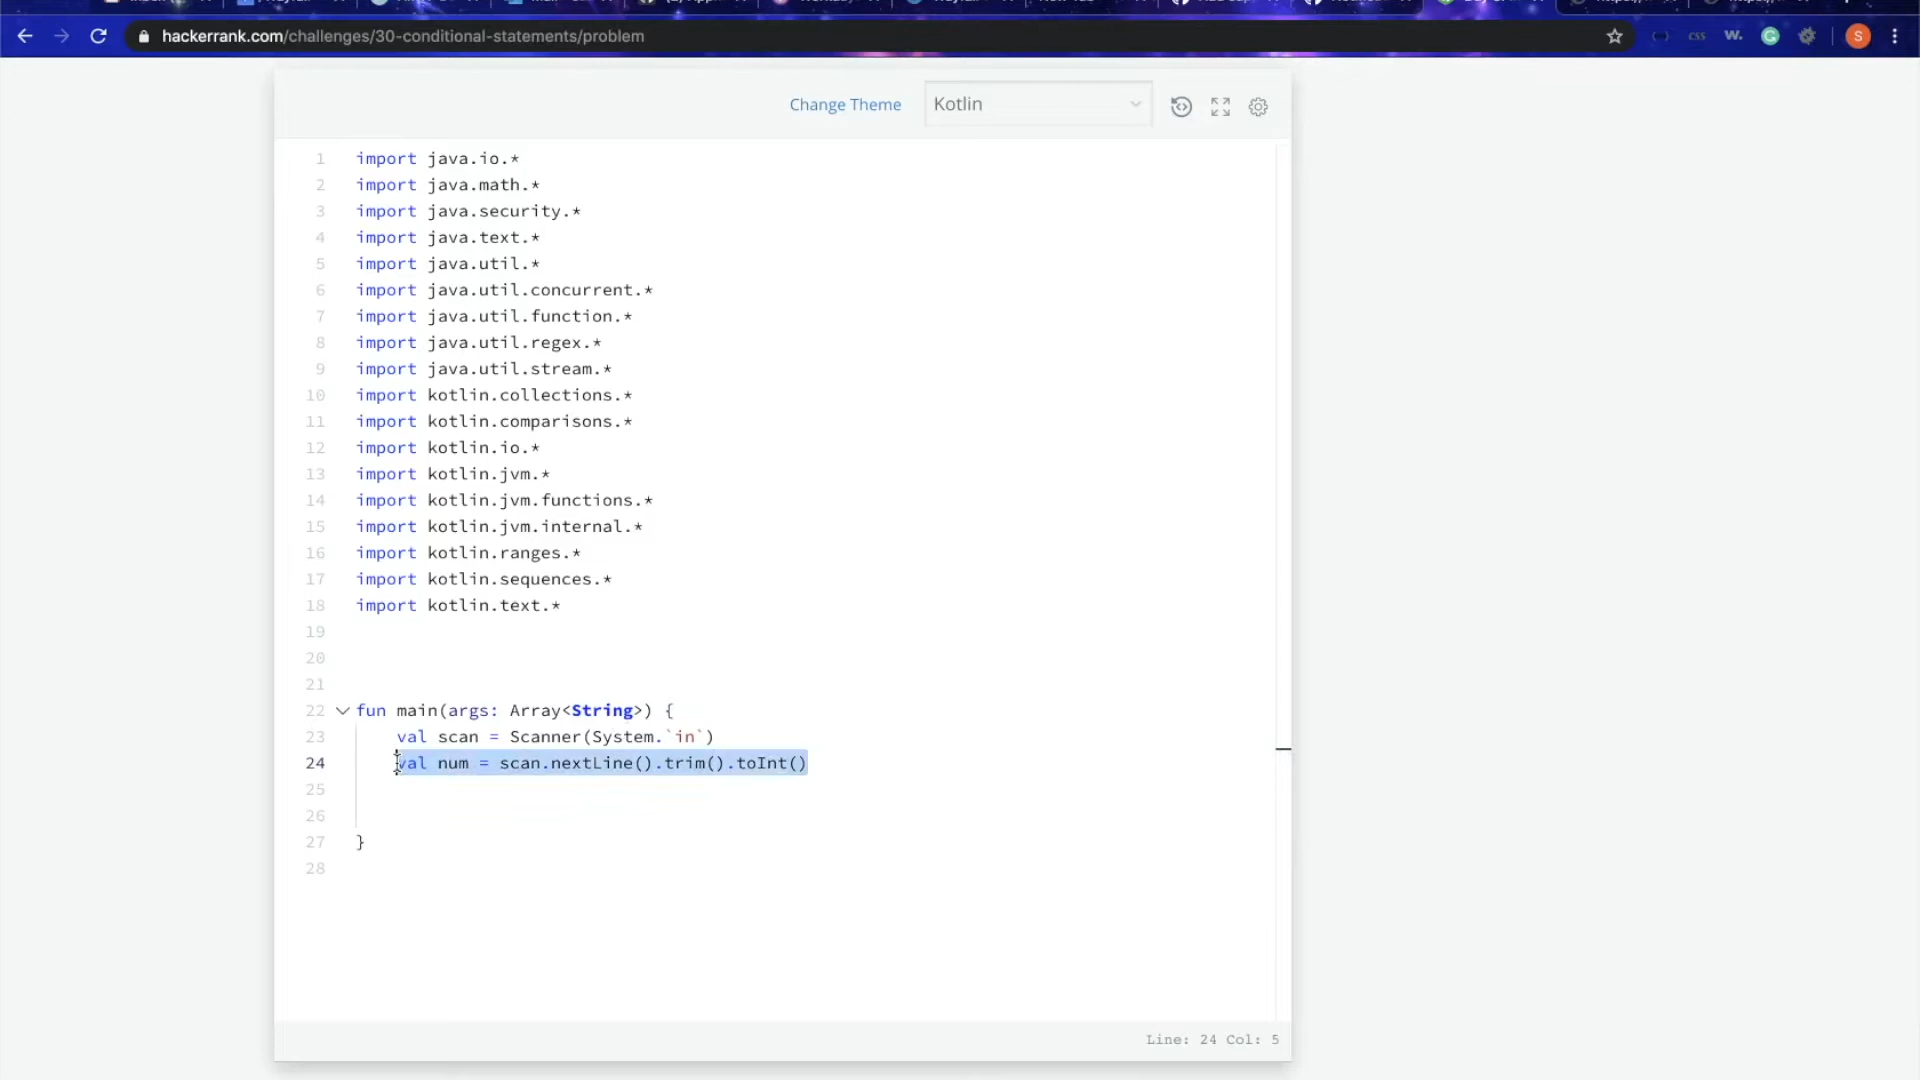 hackerrank.com/challenges/30-conditional-statements/problem
css
W.
G
S
Change Theme
Kotlin
1 import java.io.*
2 import java.math.*
3 import java.security.*
4 import java.text.*
5 import java.util.*
6 import java.util.concurrent.*
7 import java.util.function.*
8 import java.util.regex.*
9 import java.util.stream.*
10 import kotlin.collections.*
11 import kotlin.comparisons.*
12 import kotlin.io.*
13 import kotlin.jvm.*
14 import kotlin.jvm.functions.*
15 import kotlin.jvm.internal.*
16 import kotlin.ranges.*
17 import kotlin.sequences.*
18 import kotlin.text.*
19
20
21
22 fun main(args: Array<String>) {
23 val scan = Scanner(System.`in`)
24 val num = scan.nextLine().trim().toInt()
25
26
27 }
28
Line: 24 Col: 5